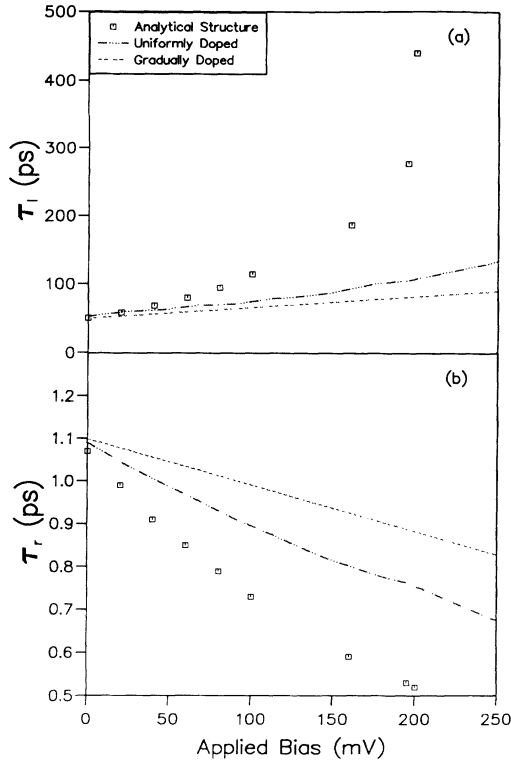 500
Analytical Structure
Uniformly Doped
Gradually Doped
(a)
400
300
200
100
0
τl (ps)
(b)
1.2
1.1
1.0
0.9
0.8
0.7
0.6
0.5
τr (ps)
0 50 100 150 200 250
Applied Bias (mV)